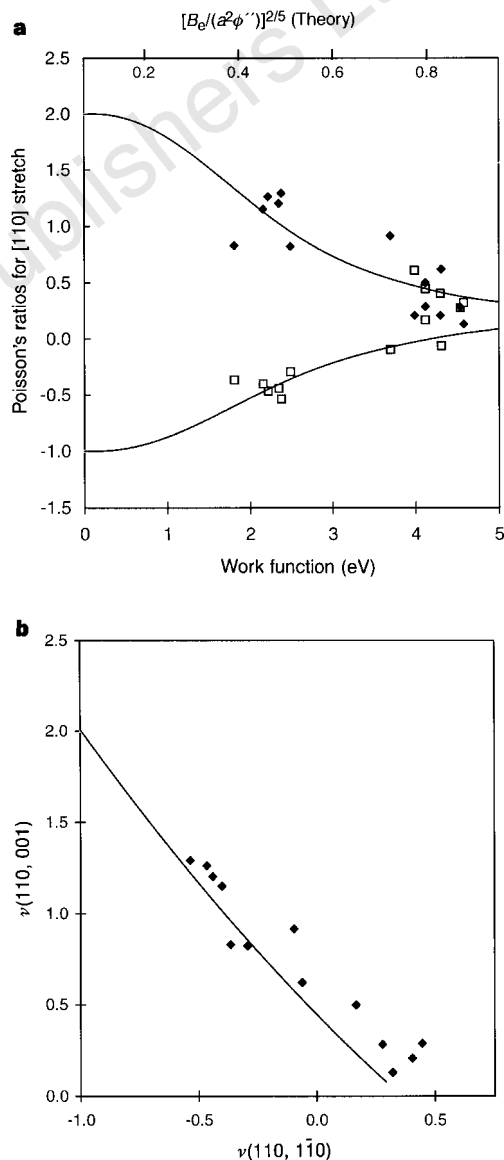 a
[Be/(a²ϕ´´)]²/⁵ (Theory)
0.2 0.4 0.6 0.8
2.5
2.0
1.5
1.0
0.5
0.0
-0.5
-1.0
-1.5
Poisson's ratios for [110] stretch
0 1 2 3 4 5
Work function (eV)
b
2.5
2.0
1.5
1.0
0.5
0.0
ν(110, 001)
-1.0 -0.5 0.0 0.5
ν(110, 11̅0)
ublishers L